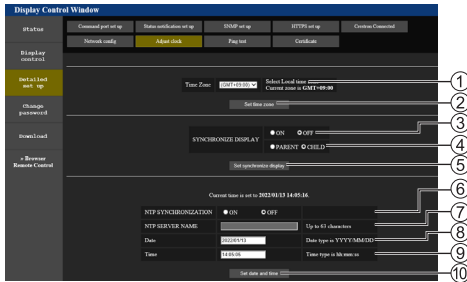 Display Control Window
Status
Display
control
Detailed
set up
Change
password
Download
» Browser
Remote Control
Command port set up
Status notification set up
SNMP set up
HTTPS set up
Crestron Connected
Network config
Adjust clock
Ping test
Certificate
Time Zone (GMT+09:00) Select Local time
Current zone is GMT+09:00
Set time zone
SYNCHRONIZE DISPLAY
ON OFF
PARENT CHILD
Set synchronize display
Current time is set to 2022/01/13 14:05:16.
NTP SYNCHRONIZATION ON OFF
NTP SERVER NAME Up to 63 characters
Date 2022/01/13 Date type is YYYY/MM/DD
Time 14:05:05 Time type is hh:mm:ss
Set date and time
1
2
3
4
5
6
7
8
9
10